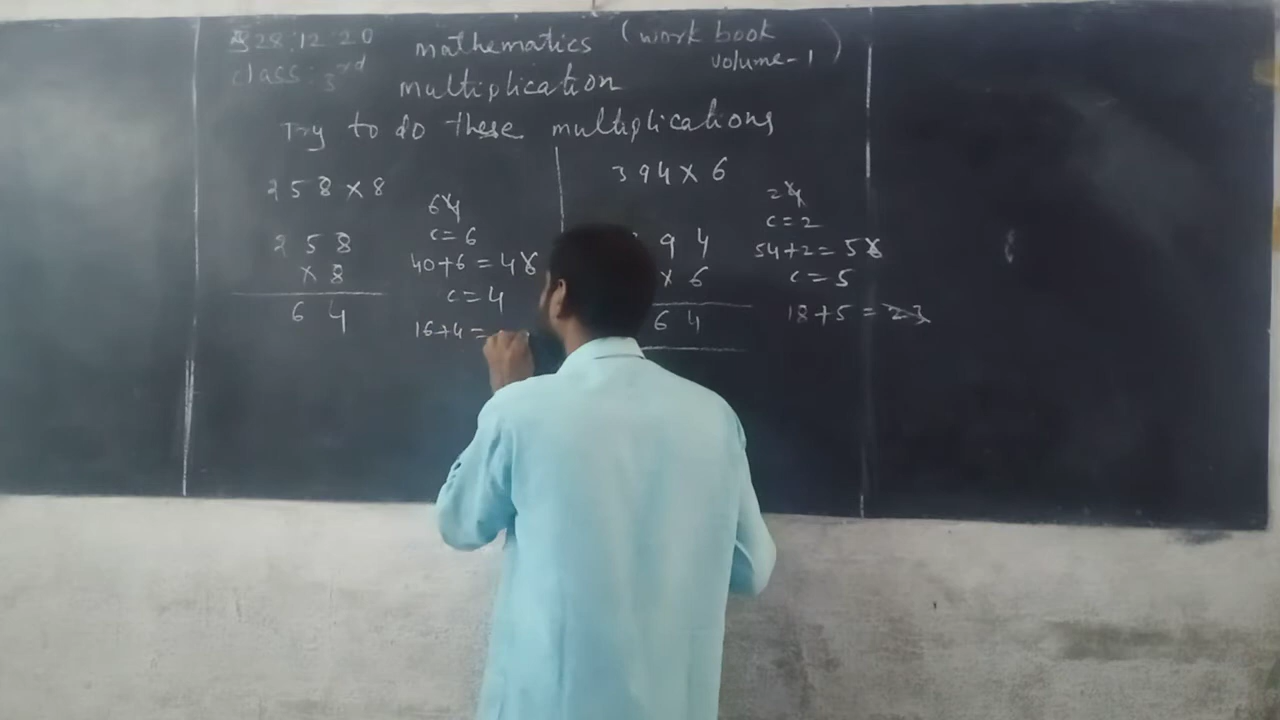 28.12.20 mathematics (work book
class: 3rd volume-1)
multiplication
Try to do these multiplications
258 × 8
258
× 8
64
64
c = 6
40+6 = 46
c = 4
16+4 =
394 × 6
94
× 6
64
24
c = 2
54+2 = 56
c = 5
18+5 = 23